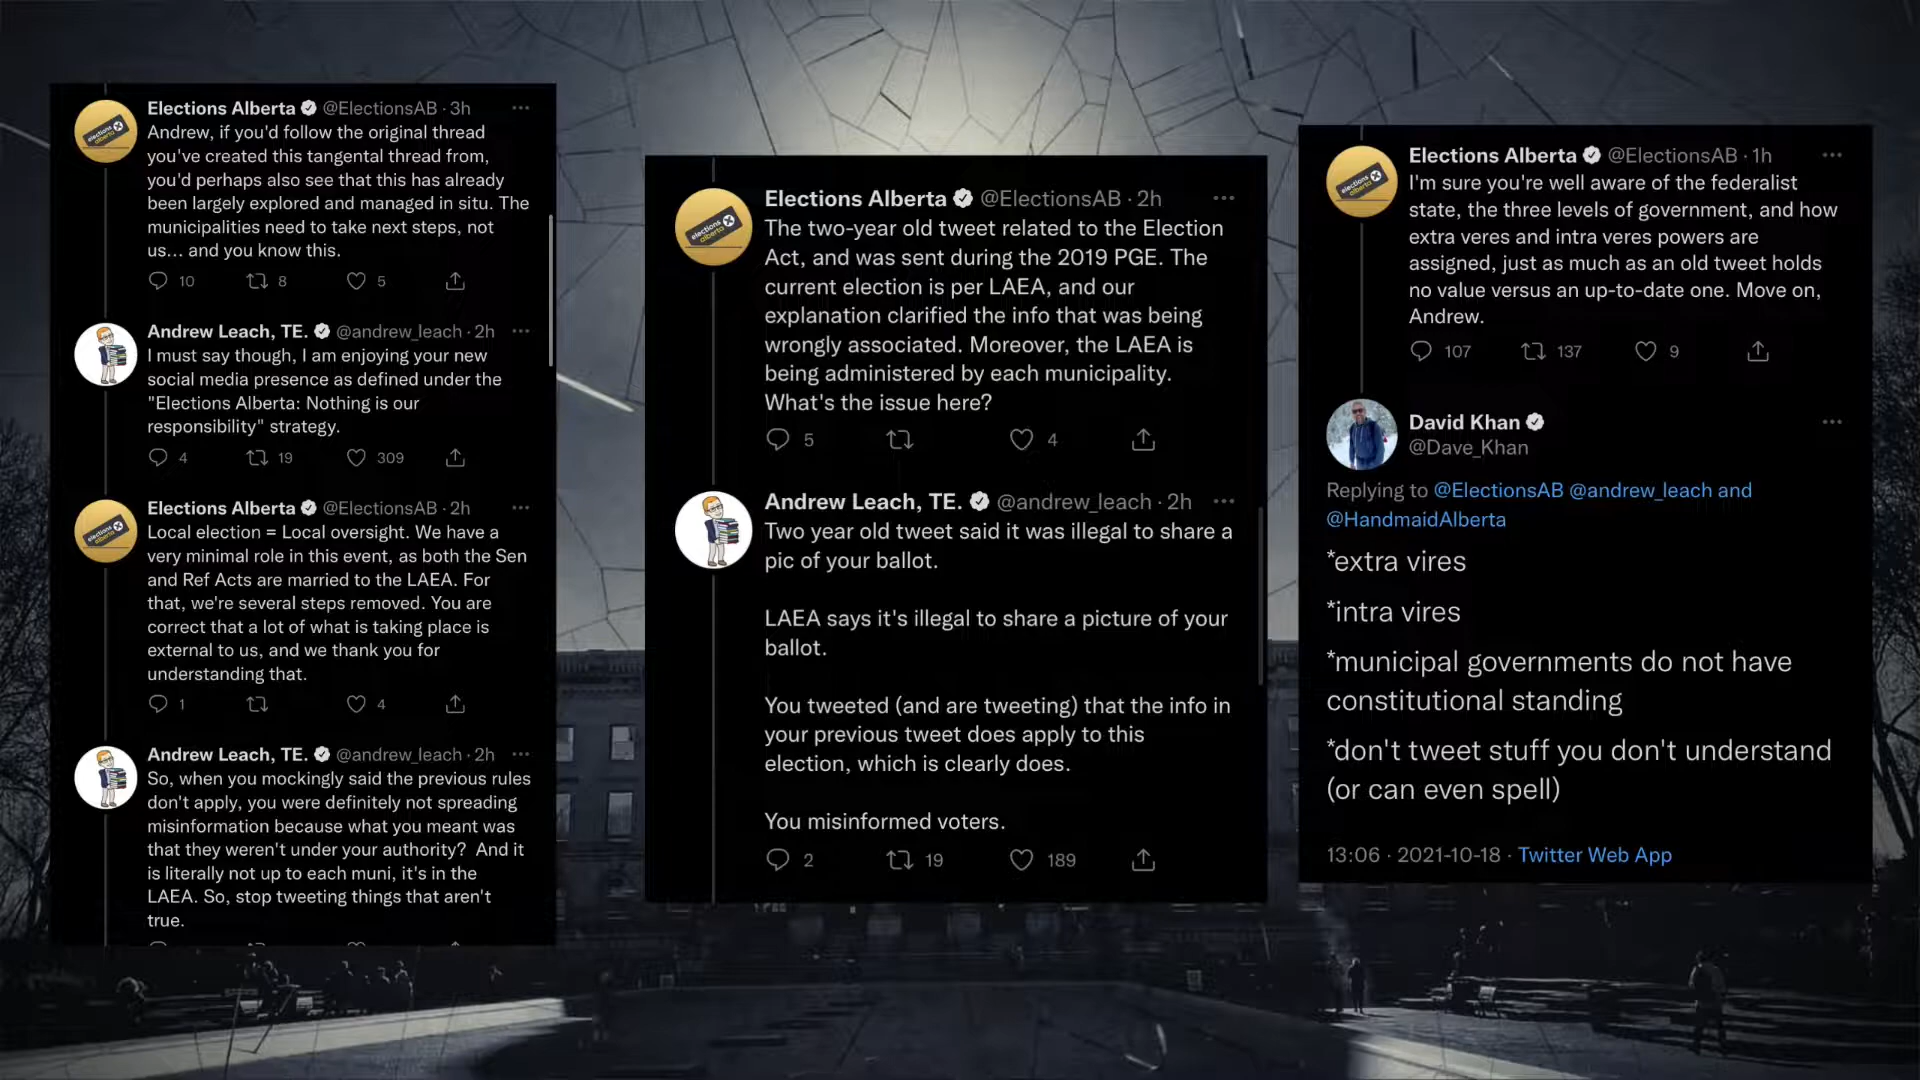 Elections Alberta @ElectionsAB · 3h
Andrew, if you'd follow the original thread
you've created this tangental thread from,
you'd perhaps also see that this has already
been largely explored and managed in situ. The
municipalities need to take next steps, not
us... and you know this.
10 8 5
Andrew Leach, TE. @andrew_leach · 2h
I must say though, I am enjoying your new
social media presence as defined under the
"Elections Alberta: Nothing is our
responsibility" strategy.
4 19 309
Elections Alberta @ElectionsAB · 2h
Local election = Local oversight. We have a
very minimal role in this event, as both the Sen
and Ref Acts are married to the LAEA. For
that, we're several steps removed. You are
correct that a lot of what is taking place is
external to us, and we thank you for
understanding that.
1 4
Andrew Leach, TE. @andrew_leach · 2h
So, when you mockingly said the previous rules
don't apply, you were definitely not spreading
misinformation because what you meant was
that they weren't under your authority? And it
is literally not up to each muni, it's in the
LAEA. So, stop tweeting things that aren't
true.
Elections Alberta @ElectionsAB · 2h
The two-year old tweet related to the Election
Act, and was sent during the 2019 PGE. The
current election is per LAEA, and our
explanation clarified the info that was being
wrongly associated. Moreover, the LAEA is
being administered by each municipality.
What's the issue here?
5 4
Andrew Leach, TE. @andrew_leach · 2h
Two year old tweet said it was illegal to share a
pic of your ballot.
LAEA says it's illegal to share a picture of your
ballot.
You tweeted (and are tweeting) that the info in
your previous tweet does apply to this
election, which is clearly does.
You misinformed voters.
2 19 189
Elections Alberta @ElectionsAB · 1h
I'm sure you're well aware of the federalist
state, the three levels of government, and how
extra veres and intra veres powers are
assigned, just as much as an old tweet holds
no value versus an up-to-date one. Move on,
Andrew.
107 137 9
David Khan
@Dave_Khan
Replying to @ElectionsAB @andrew_leach and
@HandmaidAlberta
*extra vires
*intra vires
*municipal governments do not have
constitutional standing
*don't tweet stuff you don't understand
(or can even spell)
13:06 · 2021-10-18 · Twitter Web App
elections
alberta
elections
alberta
elections
alberta
elections
alberta